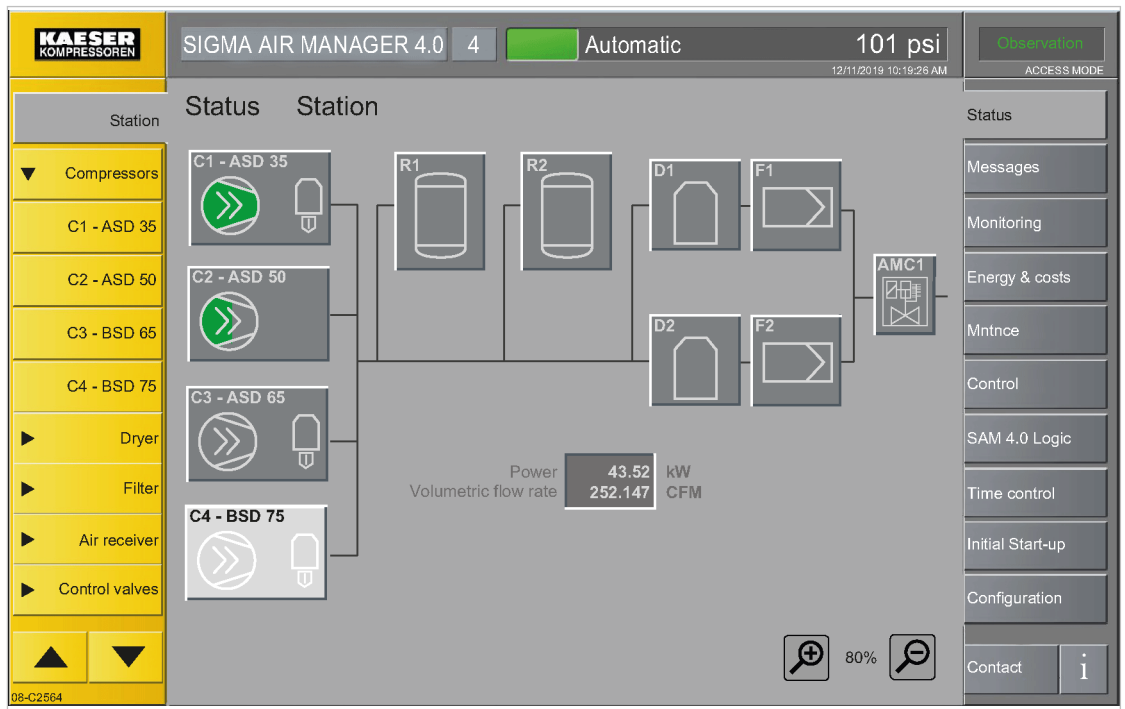 KAESER
KOMPRESSOREN
SIGMA AIR MANAGER 4.0 4 Automatic 101 psi
12/11/2019 10:19:26 AM
Observation
ACCESS MODE
Station
Compressors
C1 - ASD 35
C2 - ASD 50
C3 - BSD 65
C4 - BSD 75
Dryer
Filter
Air receiver
Control valves
08-C2564
Status Station
C1 - ASD 35
R1
R2
D1
F1
C2 - ASD 50
AMC1
D2
F2
C3 - ASD 65
C4 - BSD 75
Power 43.52 kW
Volumetric flow rate 252.147 CFM
80%
Status
Messages
Monitoring
Energy & costs
Mntnce
Control
SAM 4.0 Logic
Time control
Initial Start-up
Configuration
Contact i